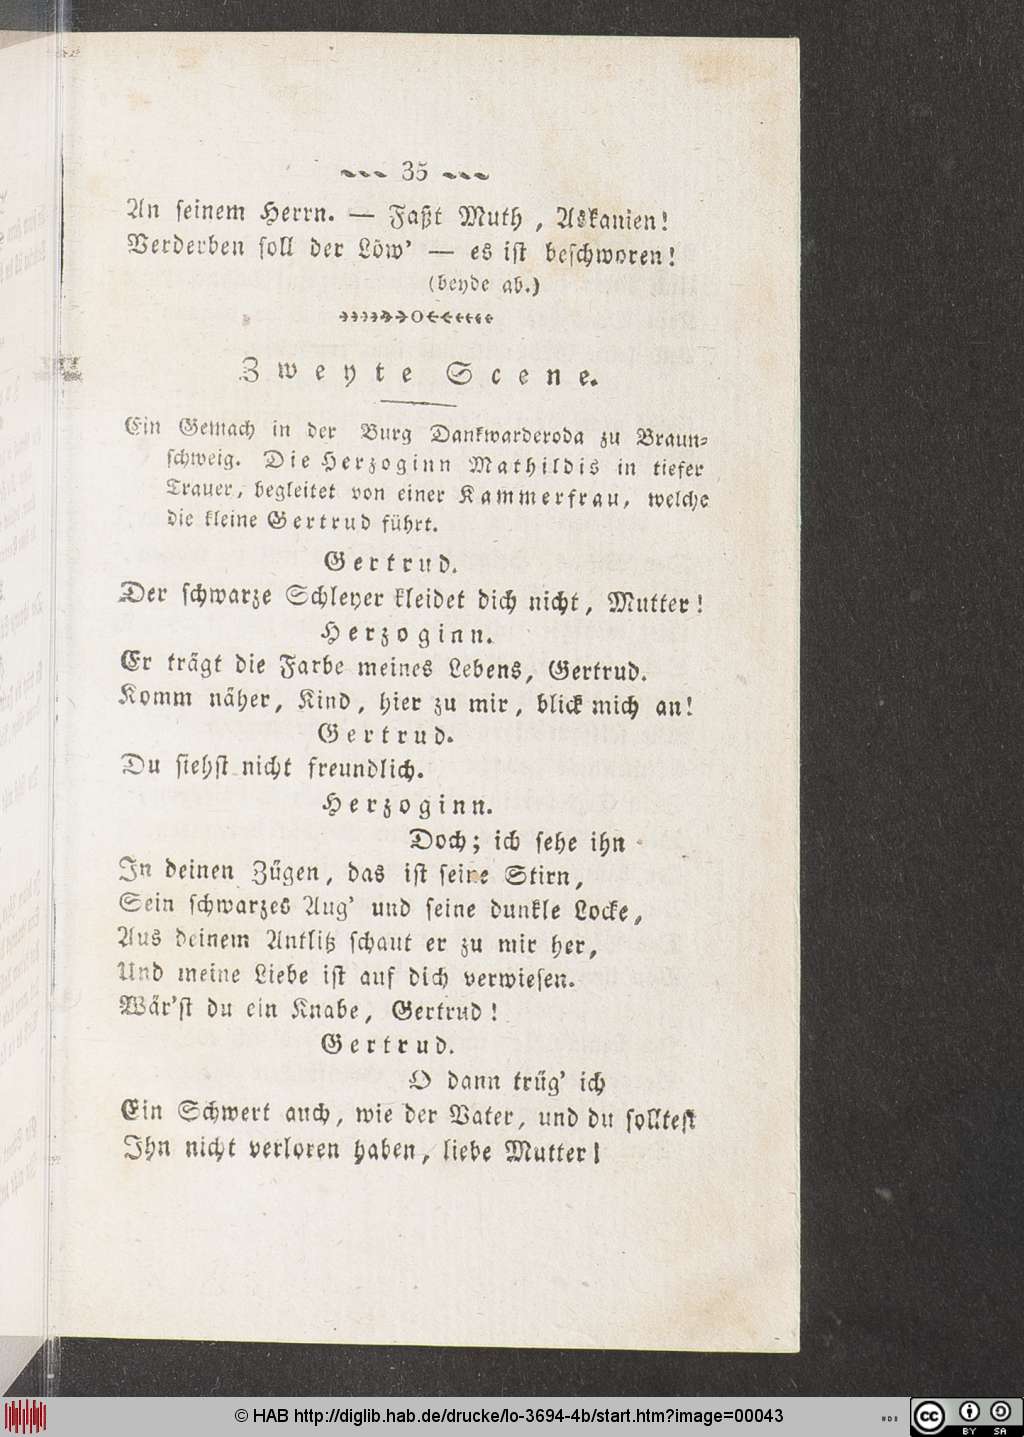 35
An seinem Herrn. — Faßt Muth, Askanien!
Verderben soll der Löw' — es ist beschworen!
(beyde ab.)
Zweyte Scene.
Ein Gemach in der Burg Dankwarderoda zu Braun-
schweig. Die Herzoginn Mathildis in tiefer
Trauer, begleitet von einer Kammerfrau, welche
die kleine Gertrud führt.
Gertrud.
Der schwarze Schleyer kleidet dich nicht, Mutter!
Herzoginn.
Er trägt die Farbe meines Lebens, Gertrud.
Komm näher, Kind, hier zu mir, blick mich an!
Gertrud.
Du siehst nicht freundlich.
Herzoginn.
Doch; ich sehe ihn
In deinen Zügen, das ist seine Stirn,
Sein schwarzes Aug' und seine dunkle Locke,
Aus deinem Antlitz schaut er zu mir her,
Und meine Liebe ist auf dich verwiesen.
Wär'st du ein Knabe, Gertrud!
Gertrud.
O dann trüg' ich
Ein Schwert auch, wie der Vater, und du solltest
Ihn nicht verloren haben, liebe Mutter!
© HAB http://diglib.hab.de/drucke/lo-3694-4b/start.htm?image=00043
cc BY SA